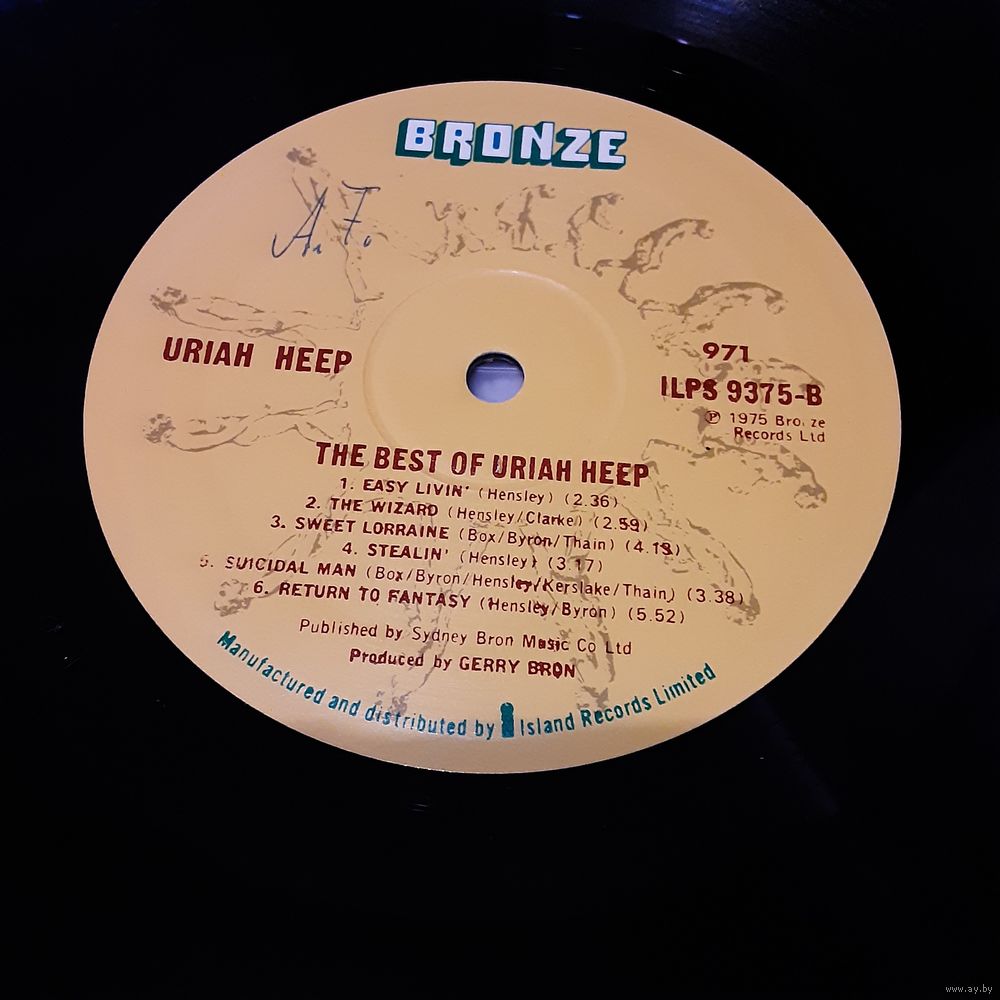 BRONZE
A. F.
URIAH HEEP
971
ILPS 9375-B
℗ 1975 Bronze
Records Ltd
THE BEST OF URIAH HEEP
1. EASY LIVIN' (Hensley) (2.36)
2. THE WIZARD (Hensley/Clarke) (2.59)
3. SWEET LORRAINE (Box/Byron/Thain) (4.13)
4. STEALIN' (Hensley) (3.17)
5. SUICIDAL MAN (Box/Byron/Hensley/Kerslake/Thain) (3.38)
6. RETURN TO FANTASY (Hensley/Byron) (5.52)
Published by Sydney Bron Music Co Ltd
Produced by GERRY BRON
Manufactured and distributed by Island Records Limited
www.ay.by